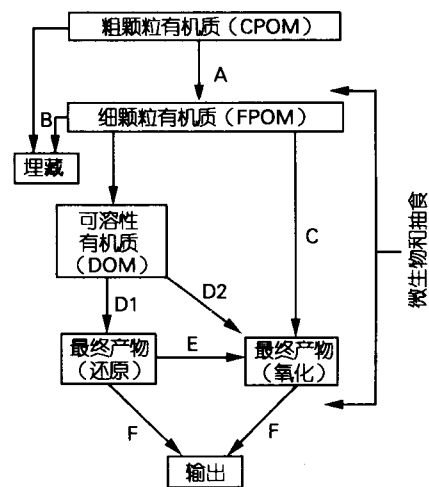 粗颗粒有机质（CPOM）
A
B
细颗粒有机质（FPOM）
埋藏
可溶性
有机质
（DOM）
C
微生物和抽食
D1
D2
最终产物
（还原）
E
最终产物
（氧化）
F
F
输出